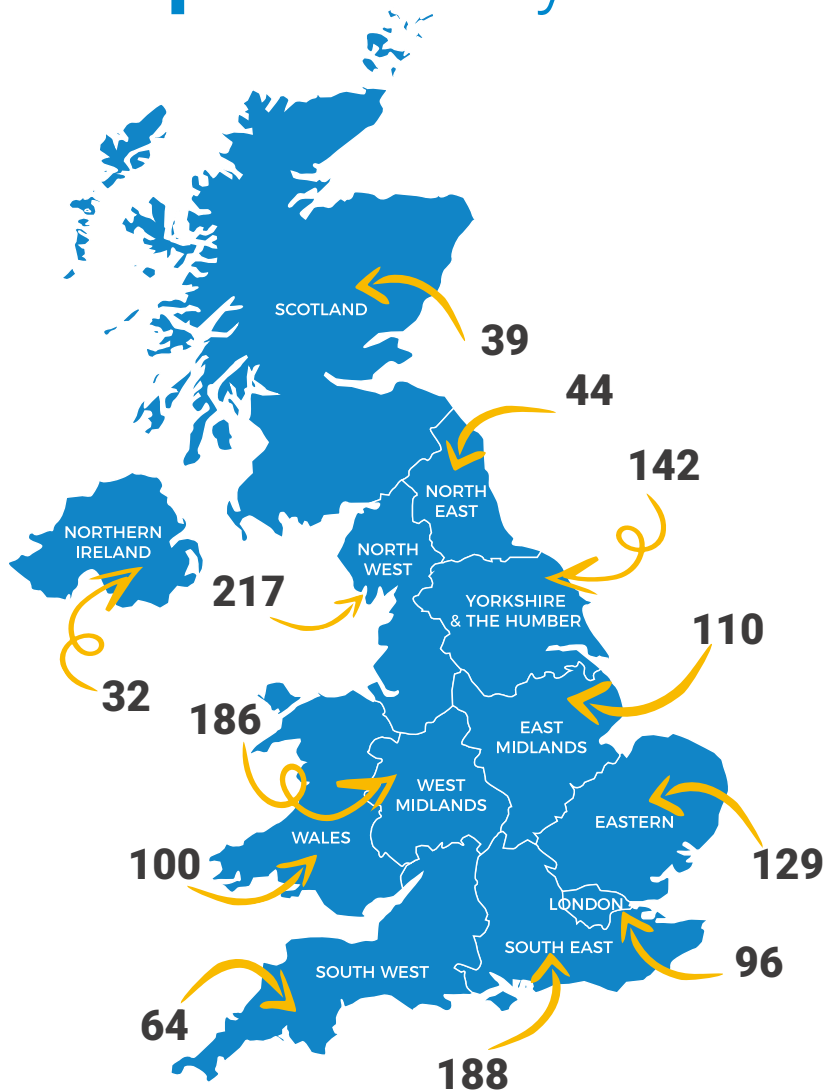 SCOTLAND
39
44
142
NORTH
EAST
NORTHERN
IRELAND
NORTH
WEST
217
YORKSHIRE
& THE HUMBER
110
32
186
EAST
MIDLANDS
WEST
MIDLANDS
EASTERN
WALES
100
129
LONDON
SOUTH EAST
96
SOUTH WEST
64
188